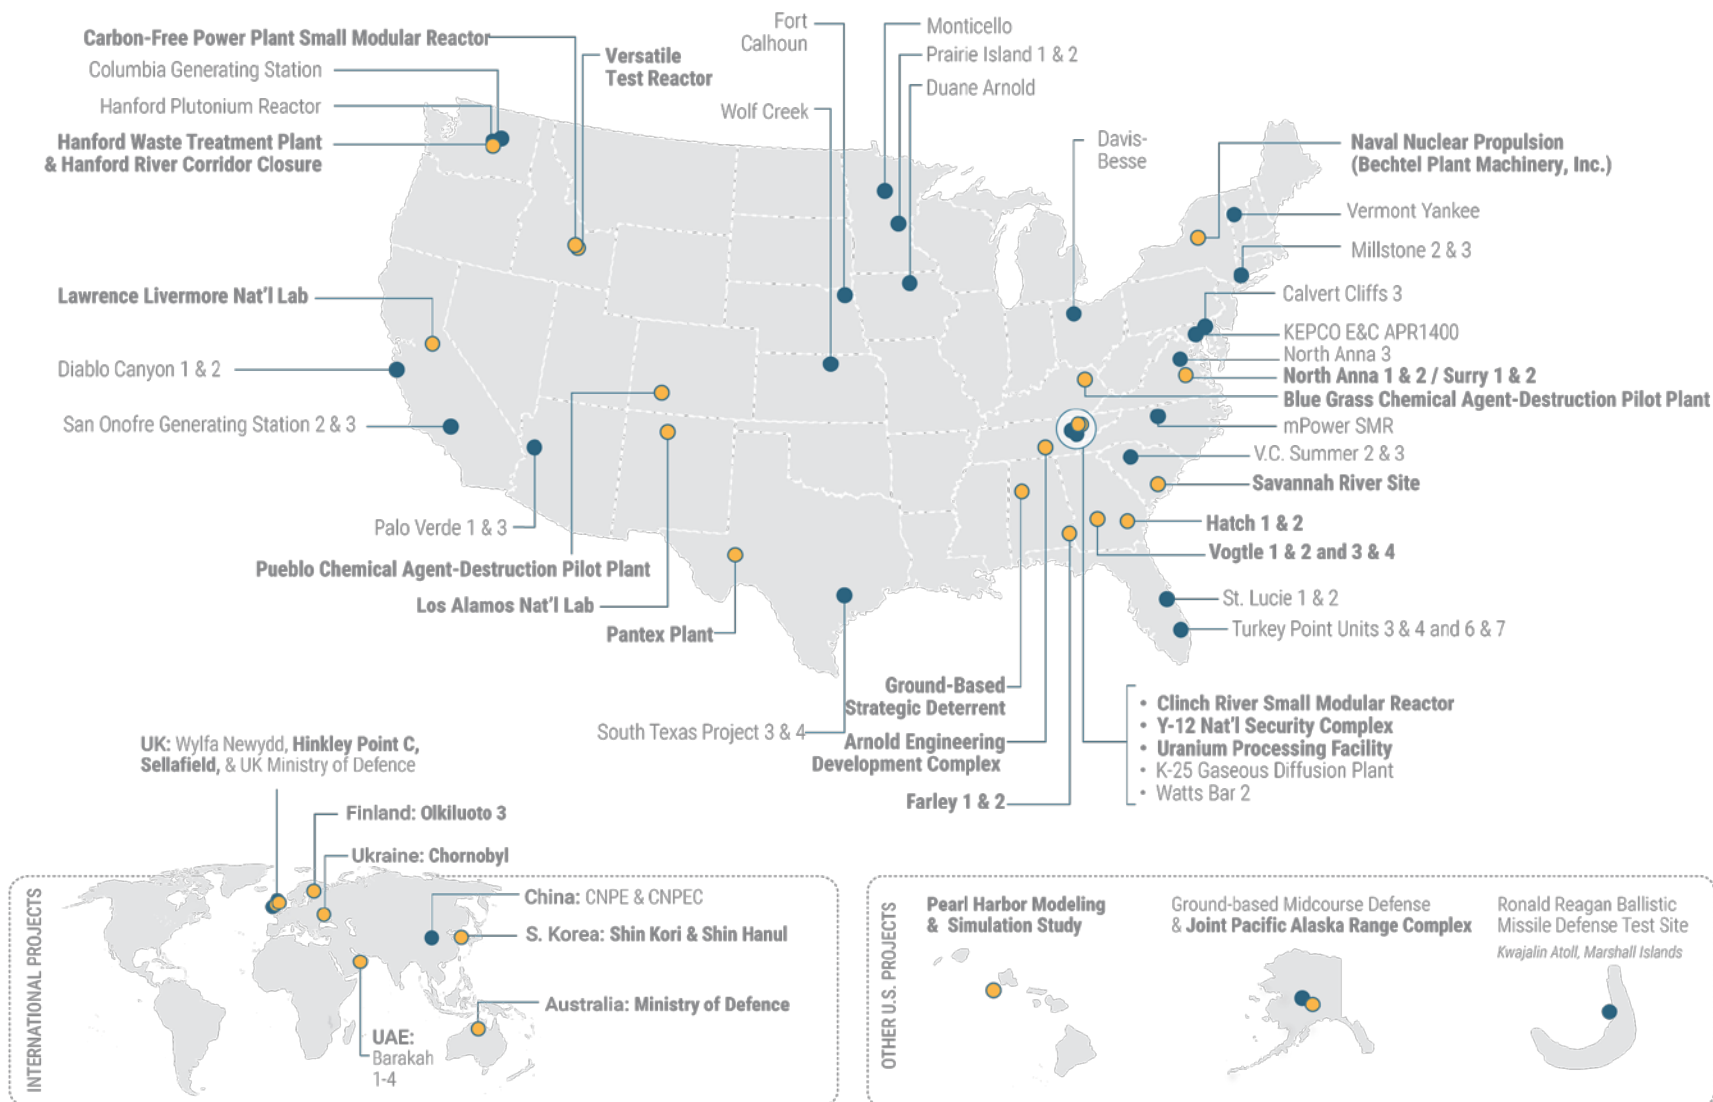 Carbon-Free Power Plant Small Modular Reactor
Columbia Generating Station
Hanford Plutonium Reactor
Hanford Waste Treatment Plant
& Hanford River Corridor Closure
Versatile
Test Reactor
Fort
Calhoun
Wolf Creek
Monticello
Prairie Island 1 & 2
Duane Arnold
Davis-
Besse
Naval Nuclear Propulsion
(Bechtel Plant Machinery, Inc.)
Vermont Yankee
Millstone 2 & 3
Calvert Cliffs 3
KEPCO E&C APR1400
North Anna 3
North Anna 1 & 2 / Surry 1 & 2
Blue Grass Chemical Agent-Destruction Pilot Plant
mPower SMR
V.C. Summer 2 & 3
Savannah River Site
Hatch 1 & 2
Vogtle 1 & 2 and 3 & 4
St. Lucie 1 & 2
Turkey Point Units 3 & 4 and 6 & 7
Lawrence Livermore Nat'l Lab
Diablo Canyon 1 & 2
San Onofre Generating Station 2 & 3
Palo Verde 1 & 3
Pueblo Chemical Agent-Destruction Pilot Plant
Los Alamos Nat'l Lab
Pantex Plant
South Texas Project 3 & 4
Ground-Based
Strategic Deterrent
Arnold Engineering
Development Complex
Farley 1 & 2
• Clinch River Small Modular Reactor
• Y-12 Nat'l Security Complex
• Uranium Processing Facility
• K-25 Gaseous Diffusion Plant
• Watts Bar 2
UK: Wylfa Newydd, Hinkley Point C,
Sellafield, & UK Ministry of Defence
Finland: Olkiluoto 3
Ukraine: Chornobyl
China: CNPE & CNPEC
S. Korea: Shin Kori & Shin Hanul
Australia: Ministry of Defence
UAE:
Barakah
1-4
INTERNATIONAL PROJECTS
OTHER U.S. PROJECTS
Pearl Harbor Modeling
& Simulation Study
Ground-based Midcourse Defense
& Joint Pacific Alaska Range Complex
Ronald Reagan Ballistic
Missile Defense Test Site
Kwajalin Atoll, Marshall Islands